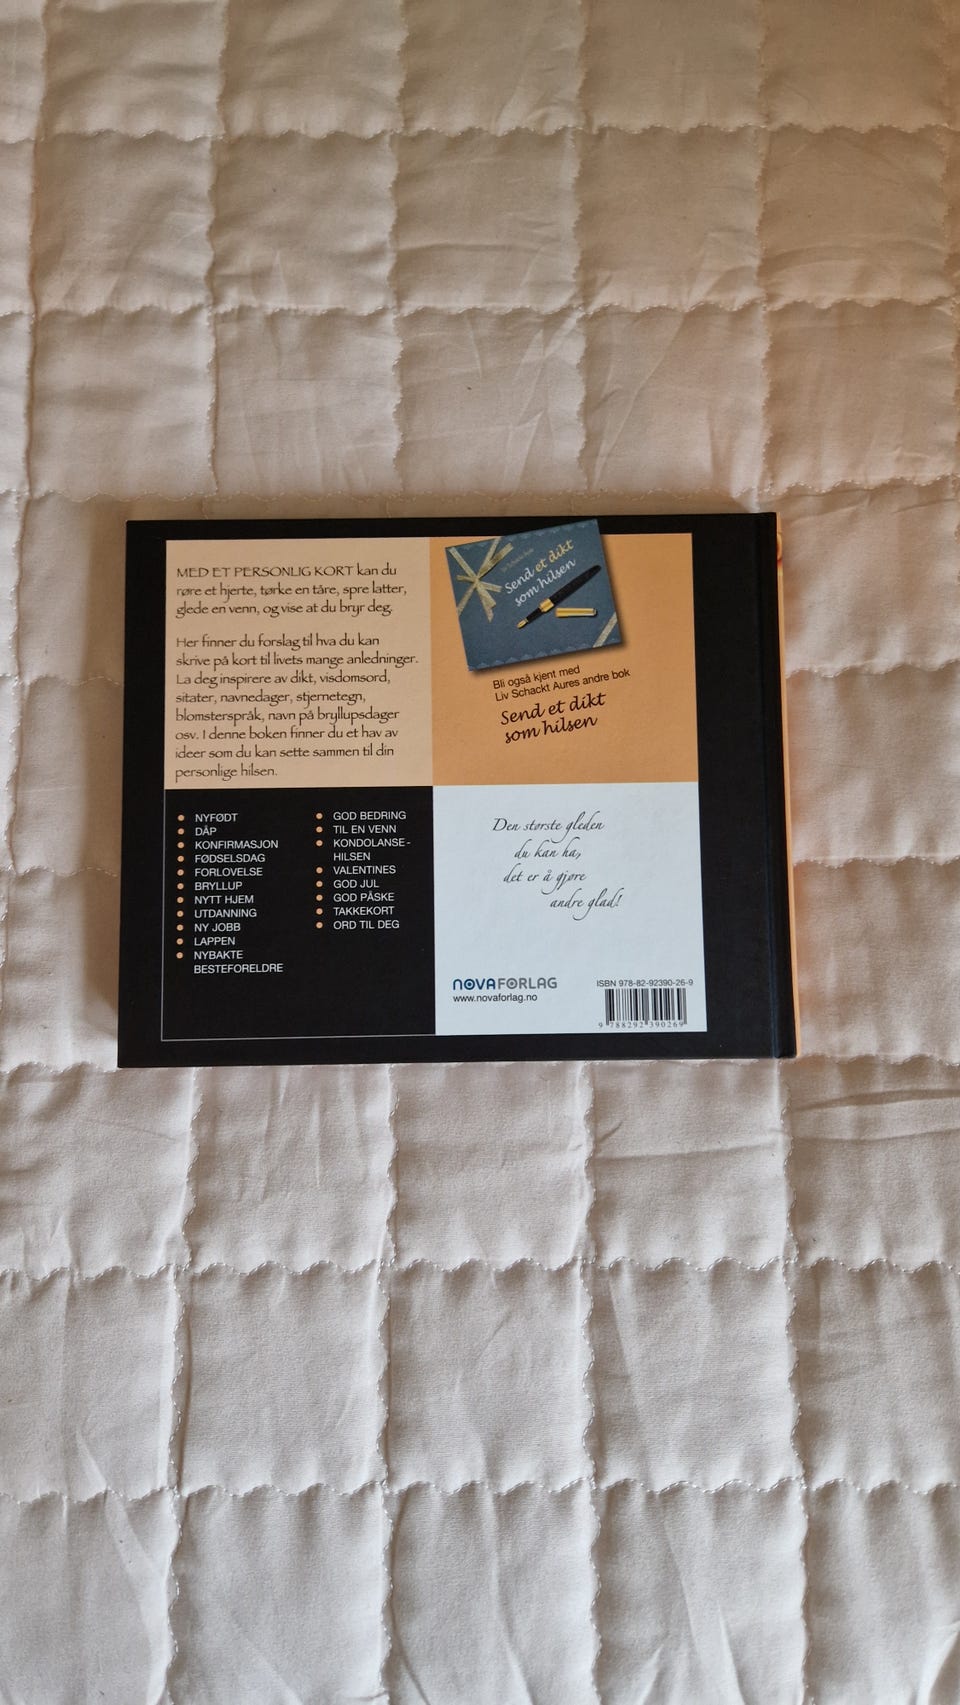 MED ET PERSONLIG KORT kan du
røre et hjerte, tørke en tåre, spre latter,
glede en venn, og vise at du bryr deg.
Her finner du forslag til hva du kan
skrive på kort til livets mange anledninger.
La deg inspirere av dikt, visdomsord,
sitater, navnedager, stjernetegn,
blomsterspråk, navn på bryllupsdager
osv. I denne boken finner du et hav av
ideer som du kan sette sammen til din
personlige hilsen.
Send et dikt
som hilsen
Bli også kjent med
Liv Schackt Aures andre bok
Send et dikt
som hilsen
NYFØDT
DÅP
KONFIRMASJON
FØDSELSDAG
FORLOVELSE
BRYLLUP
NYTT HJEM
UTDANNING
NY JOBB
LAPPEN
NYBAKTE
BESTEFORELDRE
GOD BEDRING
TIL EN VENN
KONDOLANSE-
HILSEN
VALENTINES
GOD JUL
GOD PÅSKE
TAKKEKORT
ORD TIL DEG
Den største gleden
du kan ha,
det er å gjøre
andre glad!
NOVA FORLAG
www.novaforlag.no
ISBN 978-82-92390-26-9
9 788292 390269